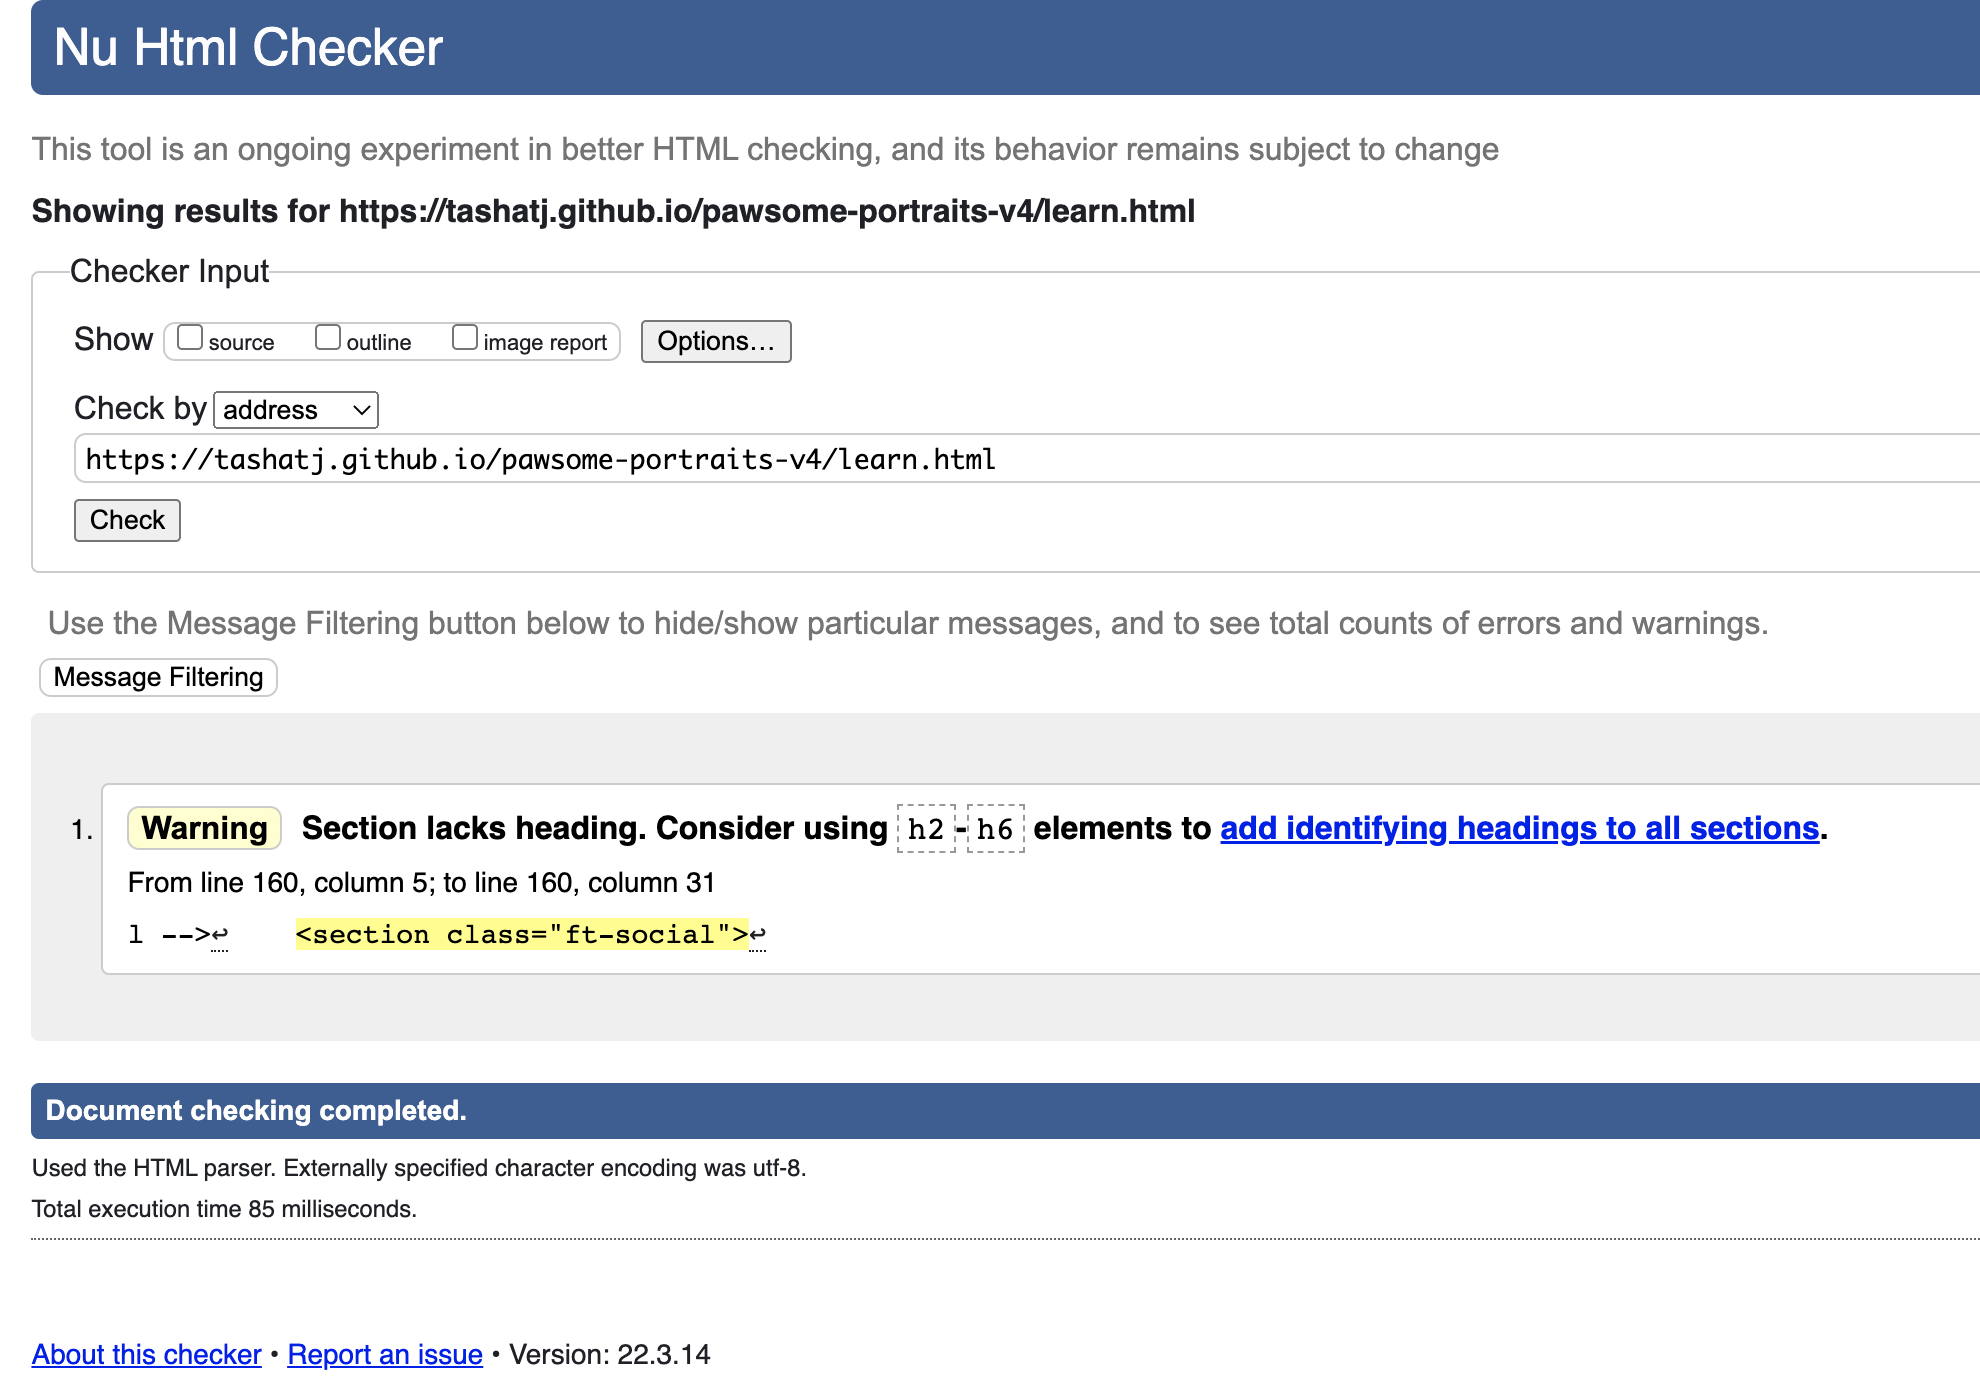 Nu Html Checker
This tool is an ongoing experiment in better HTML checking, and its behavior remains subject to change
Showing results for https://tashatj.github.io/pawsome-portraits-v4/learn.html
Checker Input
Show source outline image report Options...
Check by address
https://tashatj.github.io/pawsome-portraits-v4/learn.html
Check
Use the Message Filtering button below to hide/show particular messages, and to see total counts of errors and warnings.
Message Filtering
1. Warning Section lacks heading. Consider using h2-h6 elements to add identifying headings to all sections.
From line 160, column 5; to line 160, column 31
l -->↩ <section class="ft-social">↩
Document checking completed.
Used the HTML parser. Externally specified character encoding was utf-8.
Total execution time 85 milliseconds.
About this checker • Report an issue • Version: 22.3.14